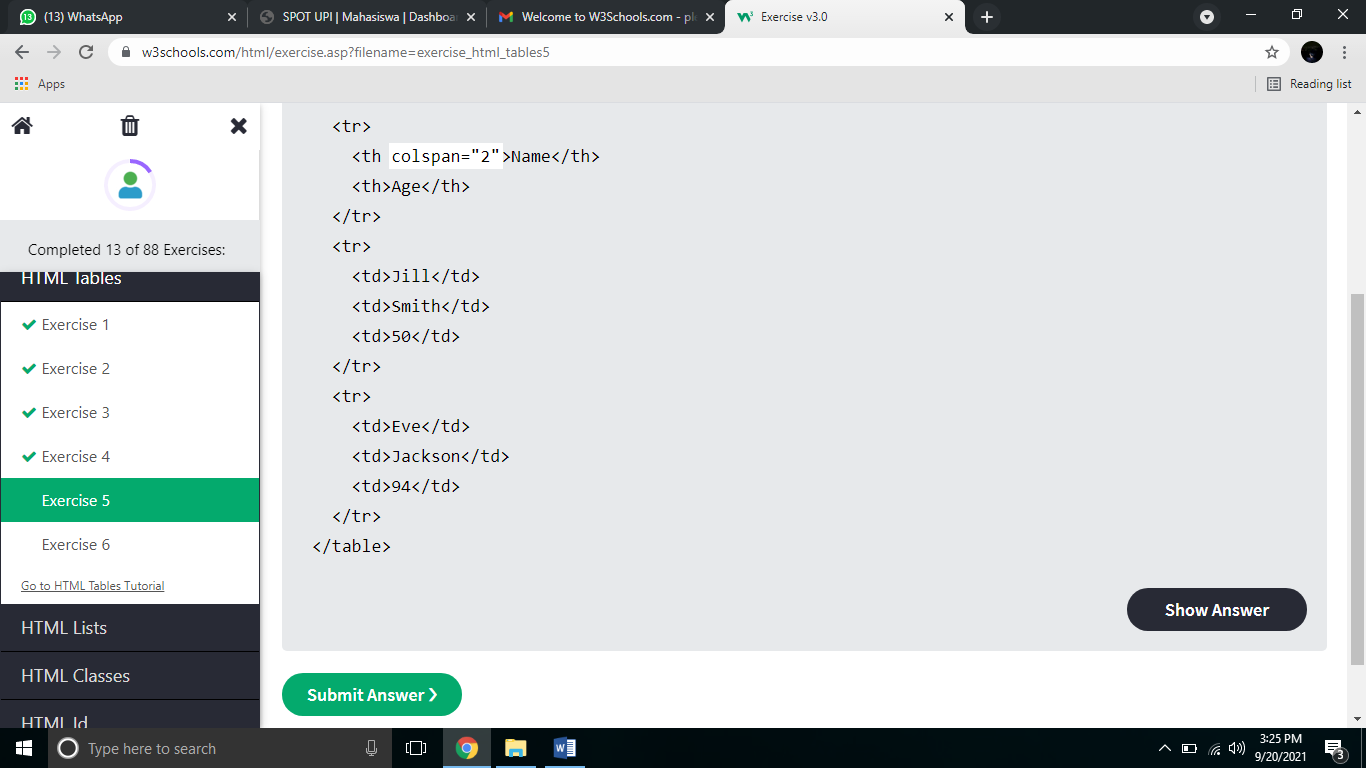 (13) WhatsApp
SPOT UPI | Mahasiswa | Dashboa
Welcome to W3Schools.com - ple
Exercise v3.0
w3schools.com/html/exercise.asp?filename=exercise_html_tables5
Apps
Reading list
Completed 13 of 88 Exercises:
HTML Tables
Exercise 1
Exercise 2
Exercise 3
Exercise 4
Exercise 5
Exercise 6
Go to HTML Tables Tutorial
HTML Lists
HTML Classes
HTML Id
<tr>
<th colspan="2">Name</th>
<th>Age</th>
</tr>
<tr>
<td>Jill</td>
<td>Smith</td>
<td>50</td>
</tr>
<tr>
<td>Eve</td>
<td>Jackson</td>
<td>94</td>
</tr>
</table>
Show Answer
Submit Answer ❯
Type here to search
3:25 PM
9/20/2021
3